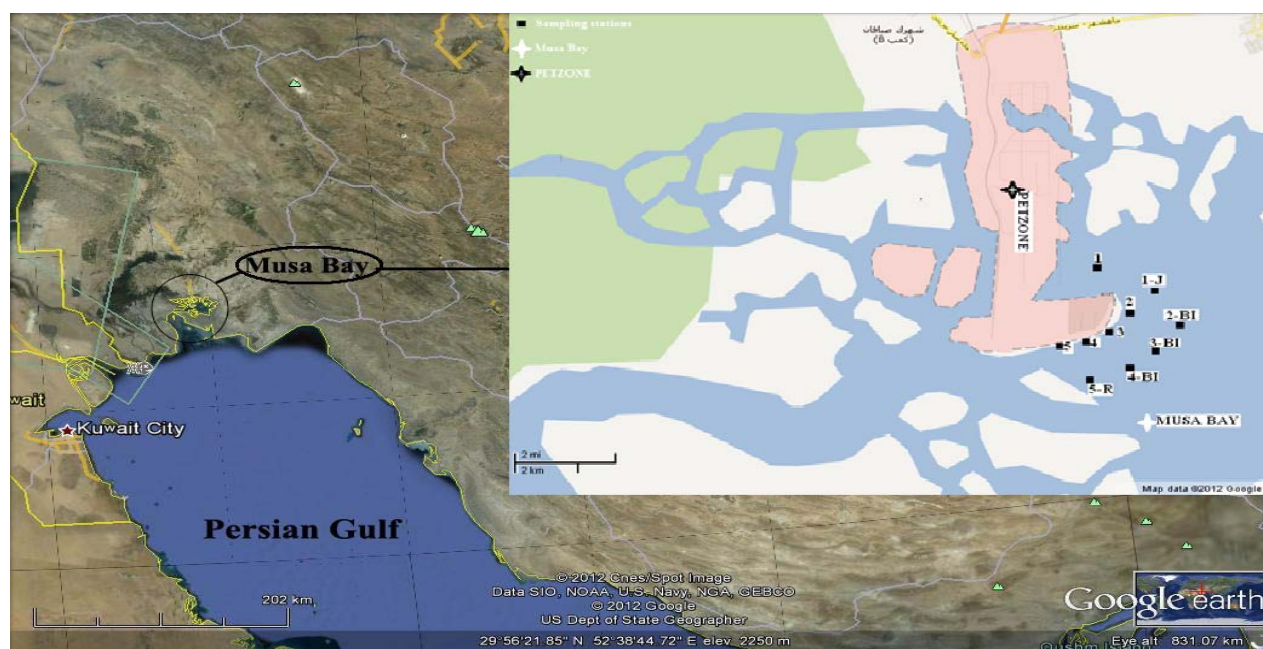 Sampling stations
Musa Bay
PETZONE
شهرک صیافان
(کعب B)
PETZONE
1
1-J
2
2-BI
3
3-BI
4
5
4-BI
5-R
MUSA BAY
2 mi
2 km
Map data ©2012 Google
Musa Bay
Kuwait City
Persian Gulf
202 km
© 2012 Cnes/Spot Image
Data SIO, NOAA, U.S. Navy, NGA, GEBCO
© 2012 Google
US Dept of State Geographer
Google earth
29°56'21.85" N 52°38'44.72" E elev 2250 m
Eye alt 831.07 km